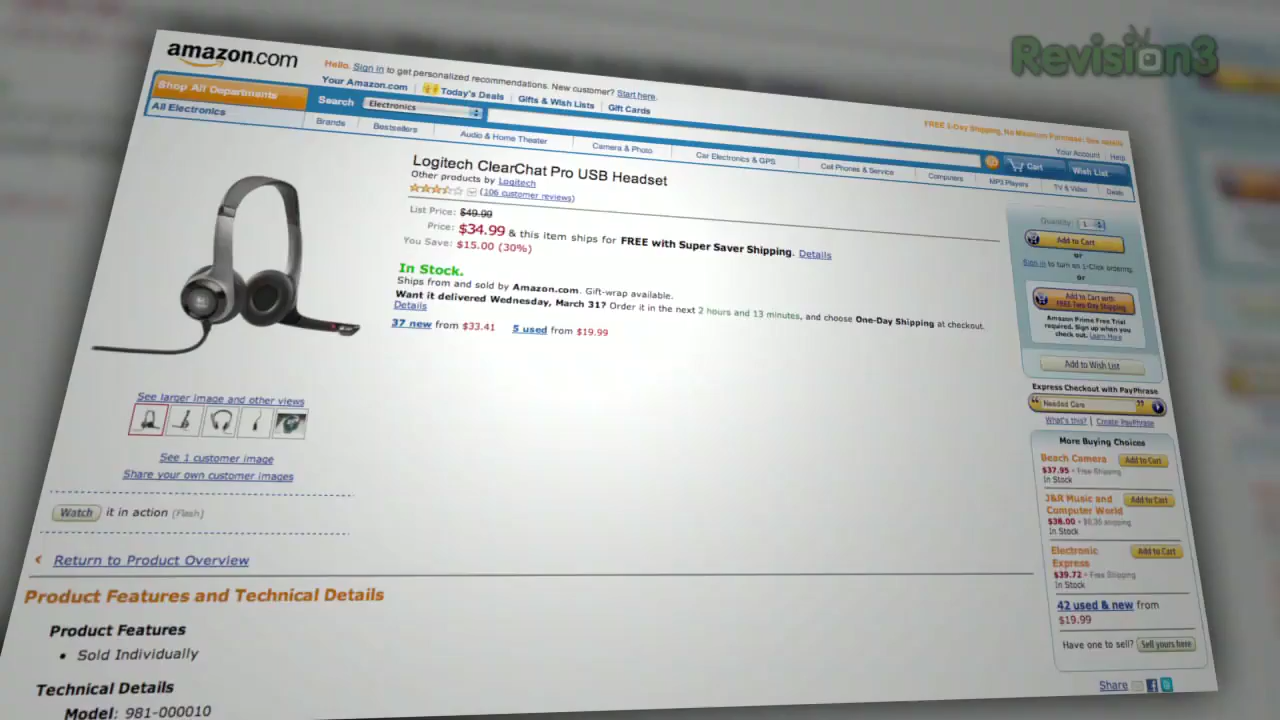 Revision3
amazon.com
Hello. Sign in to get personalized recommendations. New customer? Start here.
FREE 2-Day Shipping, No Minimum Purchase: See details
Your Amazon.com Today's Deals Gifts & Wish Lists Gift Cards
Your Account Help
Shop All Departments
Search Electronics
Cart Wish List
All Electronics Brands Bestsellers Audio & Home Theater Camera & Photo Car Electronics & GPS Cell Phones & Service Computers MP3 Players TV & Video Deals
Logitech ClearChat Pro USB Headset
Other products by Logitech
(106 customer reviews)
List Price: $49.99
Price: $34.99 & this item ships for FREE with Super Saver Shipping. Details
You Save: $15.00 (30%)
In Stock.
Ships from and sold by Amazon.com. Gift-wrap available.
Want it delivered Wednesday, March 31? Order it in the next 2 hours and 13 minutes, and choose One-Day Shipping at checkout.
Details
37 new from $33.41 5 used from $19.99
See larger image and other views
See 1 customer image
Share your own customer images
Watch it in action (Flash)
Return to Product Overview
Product Features and Technical Details
Product Features
• Sold Individually
Technical Details
Model: 981-000010
Quantity: 1
Add to Cart
or
Sign in to turn on 1-Click ordering.
or
Add to Cart with
FREE Two-Day Shipping
Amazon Prime Free Trial
required. Sign up when you
check out. Learn More
Add to Wish List
Express Checkout with PayPhrase
“ Needed Care ”
What's this? | Create PayPhrase
More Buying Choices
Beach Camera Add to Cart
$37.95 + Free Shipping
In Stock
J&R Music and Add to Cart
Computer World
$38.00 + shipping
In Stock
Electronic Add to Cart
Express
$39.72 + Free Shipping
In Stock
42 used & new from
$19.99
Have one to sell? Sell yours here
Share